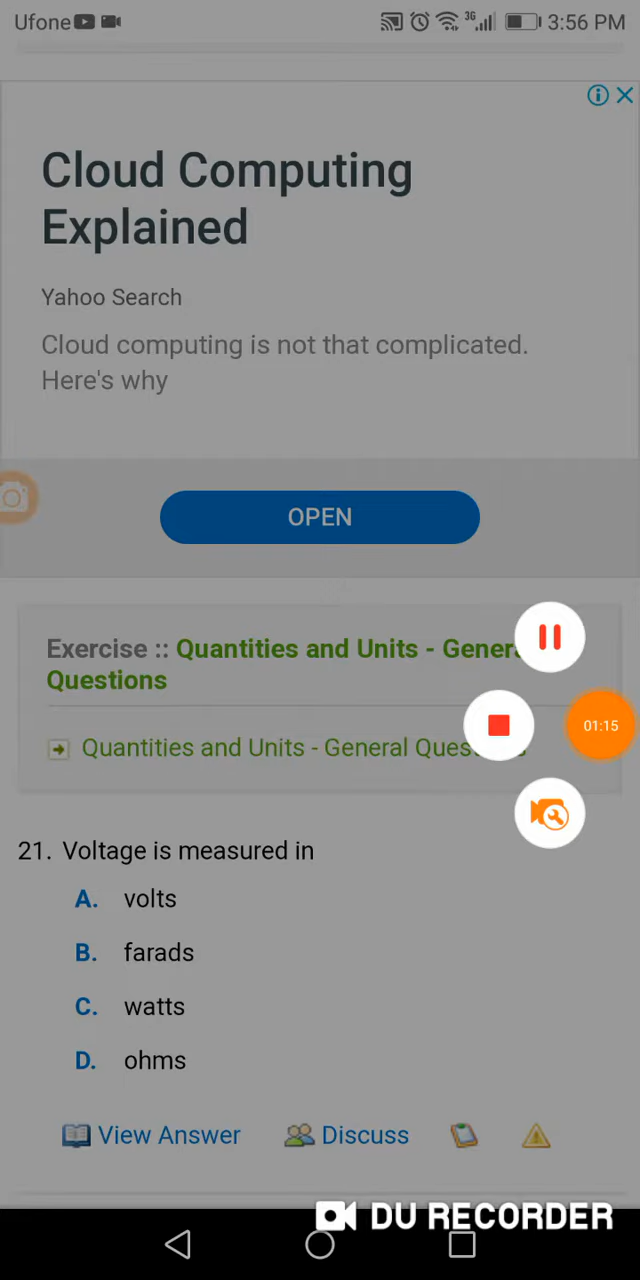 Ufone 3G 3:56 PM
Cloud Computing
Explained
Yahoo Search
Cloud computing is not that complicated.
Here's why
OPEN
Exercise :: Quantities and Units - General
Questions
01:15
Quantities and Units - General Ques
21. Voltage is measured in
A. volts
B. farads
C. watts
D. ohms
View Answer Discuss
DU RECORDER